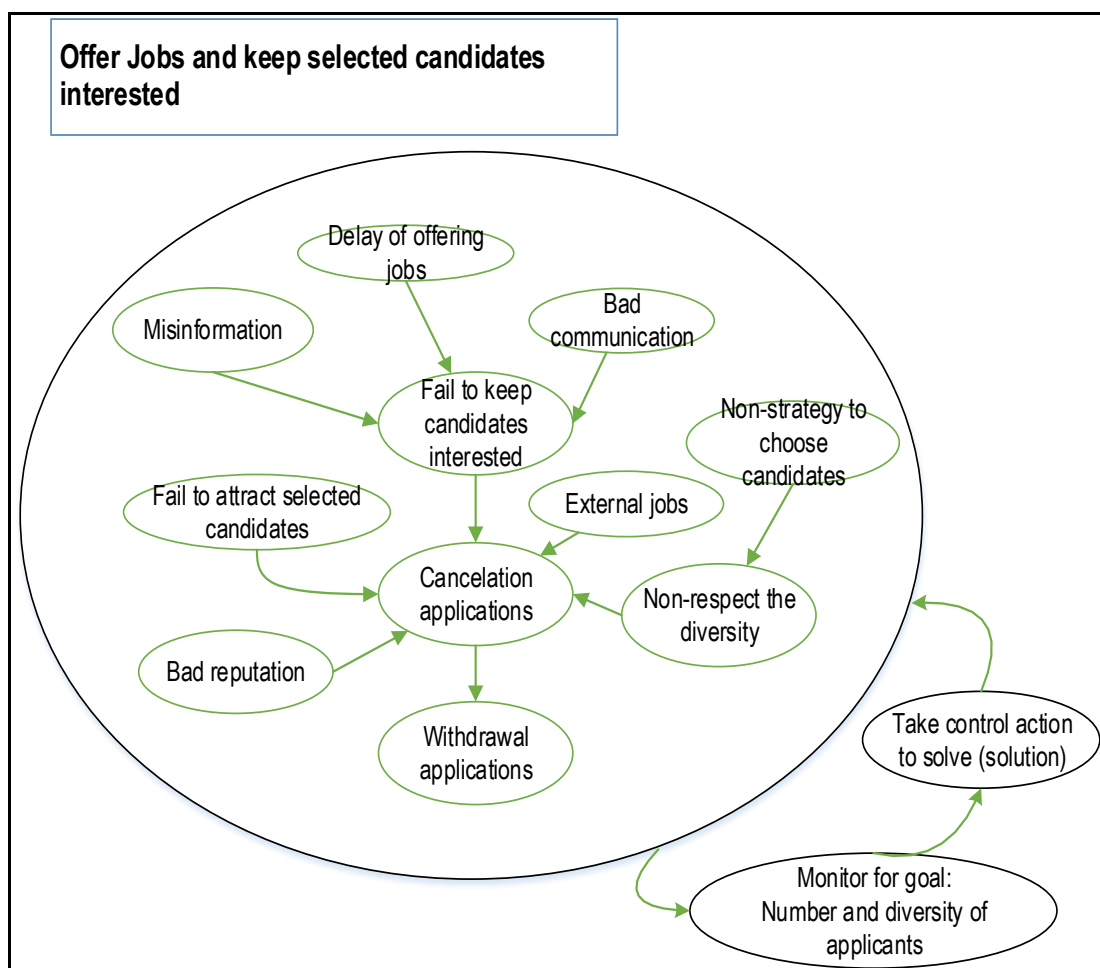 Offer Jobs and keep selected candidates
interested
Delay of offering
jobs
Misinformation
Bad
communication
Fail to keep
candidates
interested
Non-strategy to
choose
candidates
Fail to attract selected
candidates
External jobs
Cancelation
applications
Non-respect the
diversity
Bad reputation
Withdrawal
applications
Take control action
to solve (solution)
Monitor for goal:
Number and diversity of
applicants